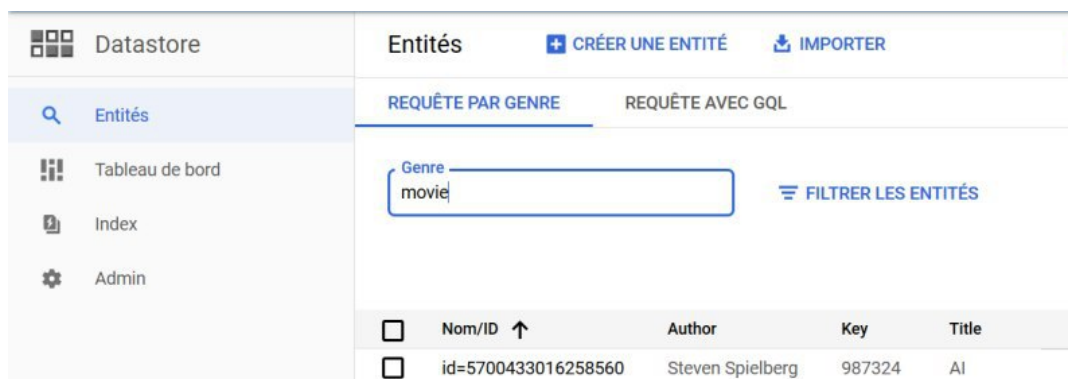 Datastore
Entités
Tableau de bord
Index
Admin
Entités CRÉER UNE ENTITÉ IMPORTER
REQUÊTE PAR GENRE REQUÊTE AVEC GQL
Genre
movie
FILTRER LES ENTITÉS
Nom/ID Author Key Title
id=5700433016258560 Steven Spielberg 987324 AI